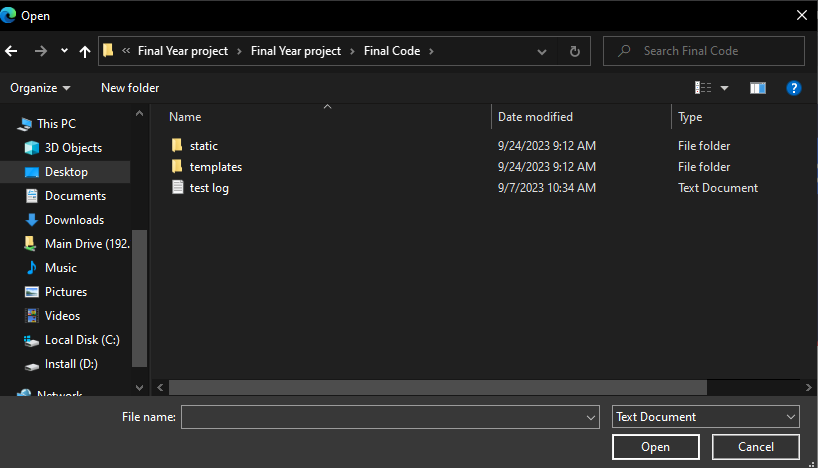 Open
« Final Year project > Final Year project > Final Code >
Search Final Code
Organize
New folder
Name
Date modified
Type
static
9/24/2023 9:12 AM
File folder
templates
9/24/2023 9:12 AM
File folder
test log
9/7/2023 10:34 AM
Text Document
This PC
3D Objects
Desktop
Documents
Downloads
Main Drive (192.
Music
Pictures
Videos
Local Disk (C:)
Install (D:)
Network
File name:
Text Document
Open
Cancel